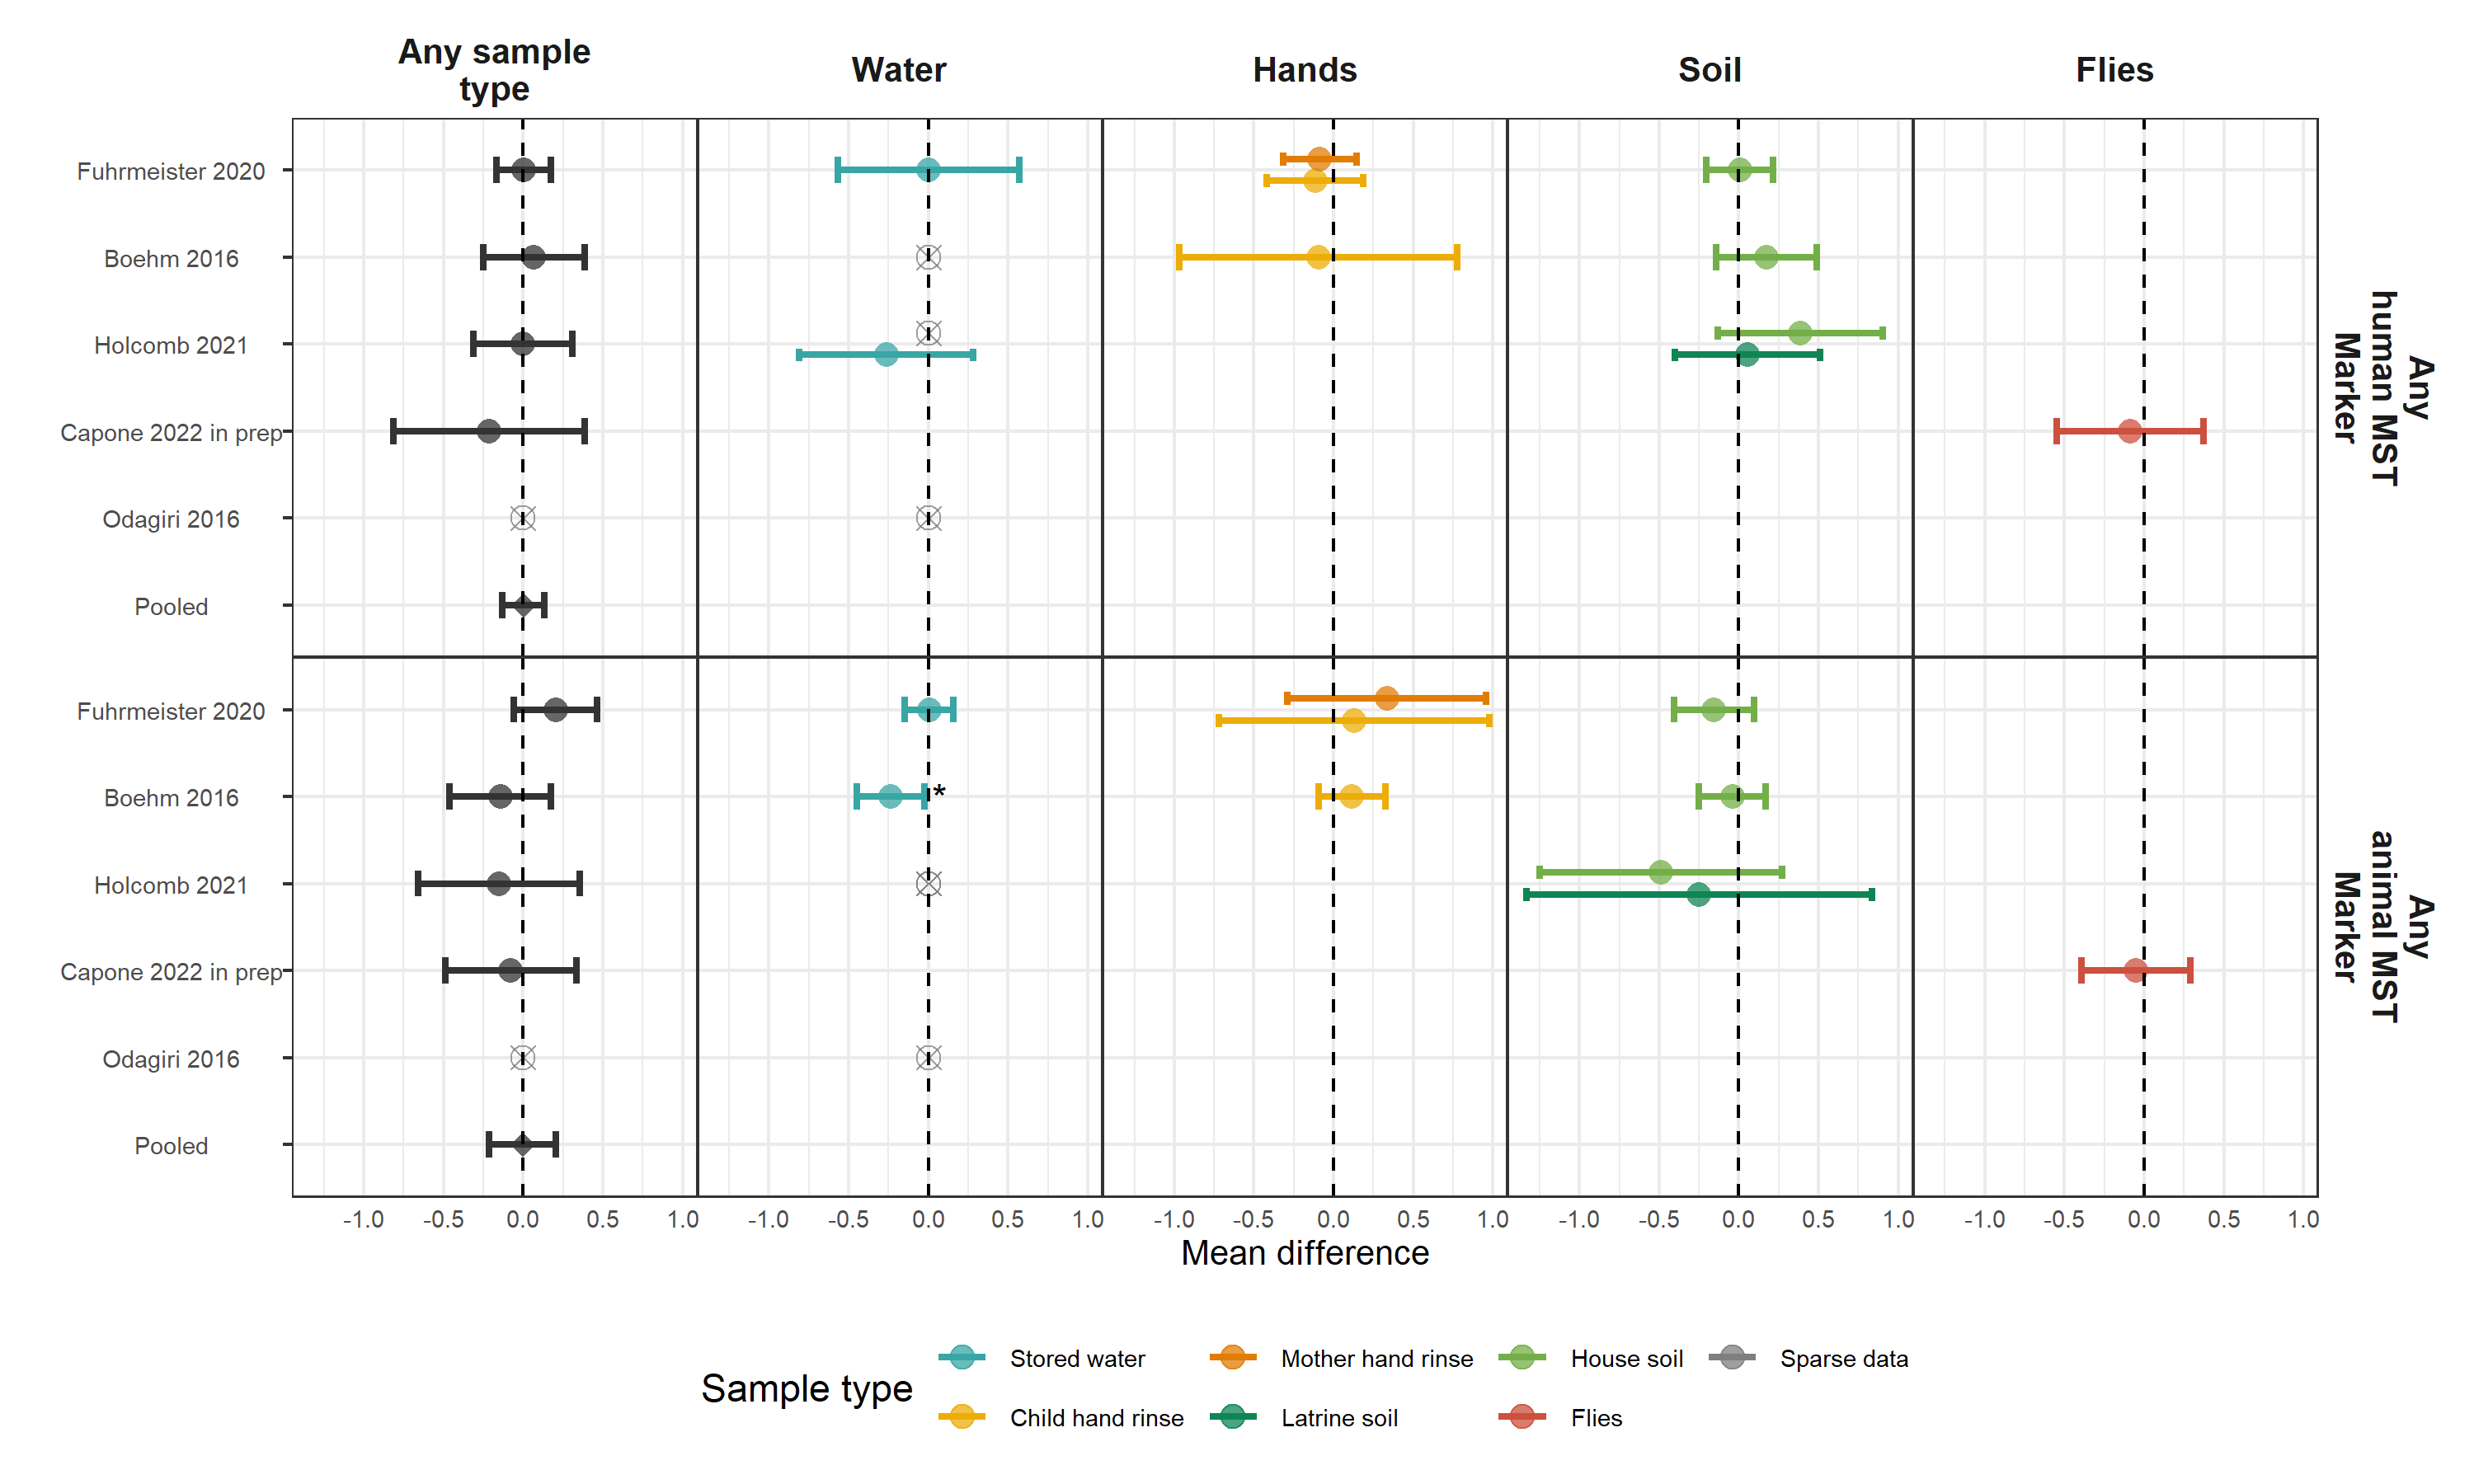 Any sample
type
Water
Hands
Soil
Flies
Fuhrmeister 2020
Boehm 2016
Holcomb 2021
Capone 2022 in prep
Odagiri 2016
Pooled
Any
human MST
Marker
Fuhrmeister 2020
Boehm 2016
*
Holcomb 2021
Capone 2022 in prep
Odagiri 2016
Pooled
Any
animal MST
Marker
-1.0 -0.5 0.0 0.5 1.0 -1.0 -0.5 0.0 0.5 1.0 -1.0 -0.5 0.0 0.5 1.0 -1.0 -0.5 0.0 0.5 1.0 -1.0 -0.5 0.0 0.5 1.0
Mean difference
Sample type
Stored water Mother hand rinse House soil Sparse data
Child hand rinse Latrine soil Flies